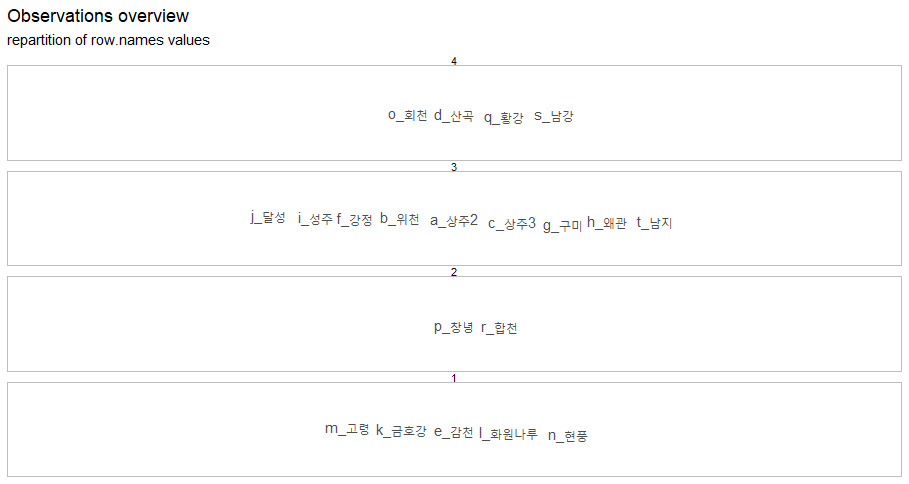 Observations overview
repartition of row.names values
4
o_회천 d_산곡 q_황강 s_남강
3
j_달성 i_성주 f_강정 b_위천 a_상주2 c_상주3 g_구미 h_왜관 t_남지
2
p_창녕 r_합천
1
m_고령 k_금호강 e_감천 l_화원나루 n_현풍